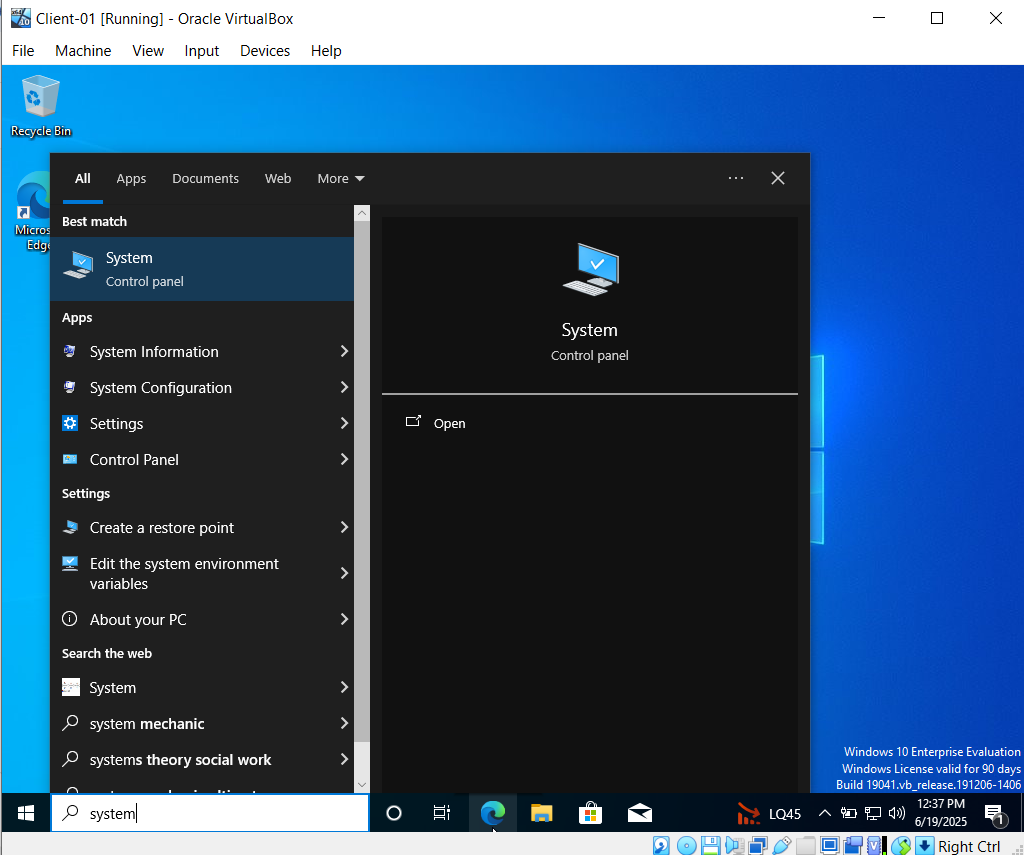 Client-01 [Running] - Oracle VirtualBox
File Machine View Input Devices Help
Recycle Bin
Micros
Edge
All Apps Documents Web More
Best match
System
Control panel
Apps
System Information
System Configuration
Settings
Control Panel
Settings
Create a restore point
Edit the system environment
variables
About your PC
Search the web
System
system mechanic
systems theory social work
System
Control panel
Open
Windows 10 Enterprise Evaluation
Windows License valid for 90 days
Build 19041.vb_release.191206-1406
system
LQ45
12:37 PM
6/19/2025
1
Right Ctrl